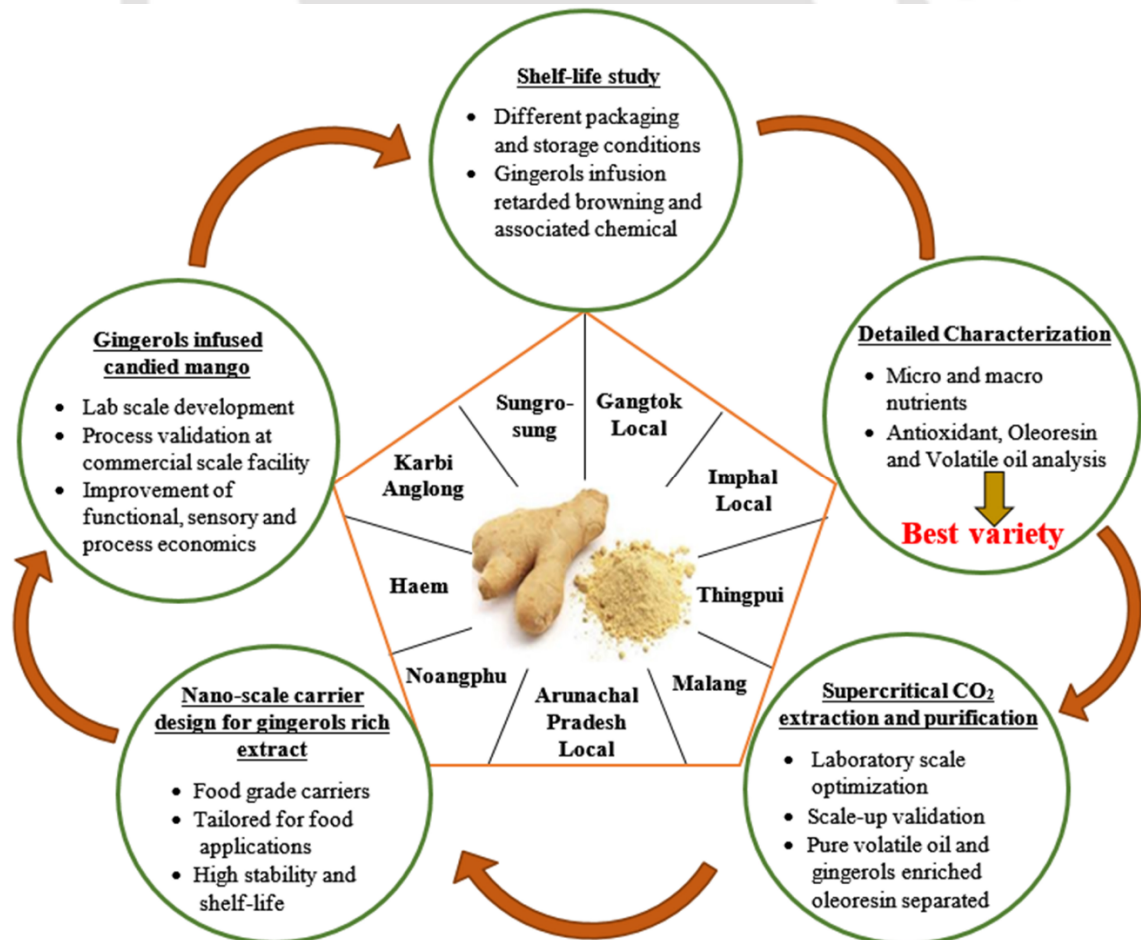 Shelf-life study
• Different packaging
and storage conditions
• Gingerols infusion
retarded browning and
associated chemical
Detailed Characterization
• Micro and macro
nutrients
• Antioxidant, Oleoresin
and Volatile oil analysis
Best variety
Supercritical CO₂
extraction and purification
• Laboratory scale
optimization
• Scale-up validation
• Pure volatile oil and
gingerols enriched
oleoresin separated
Nano-scale carrier
design for gingerols rich
extract
• Food grade carriers
• Tailored for food
applications
• High stability and
shelf-life
Gingerols infused
candied mango
• Lab scale development
• Process validation at
commercial scale facility
• Improvement of
functional, sensory and
process economics
Sungro-
sung
Gangtok
Local
Imphal
Local
Thingpui
Malang
Arunachal
Pradesh
Local
Noangphu
Haem
Karbi
Anglong